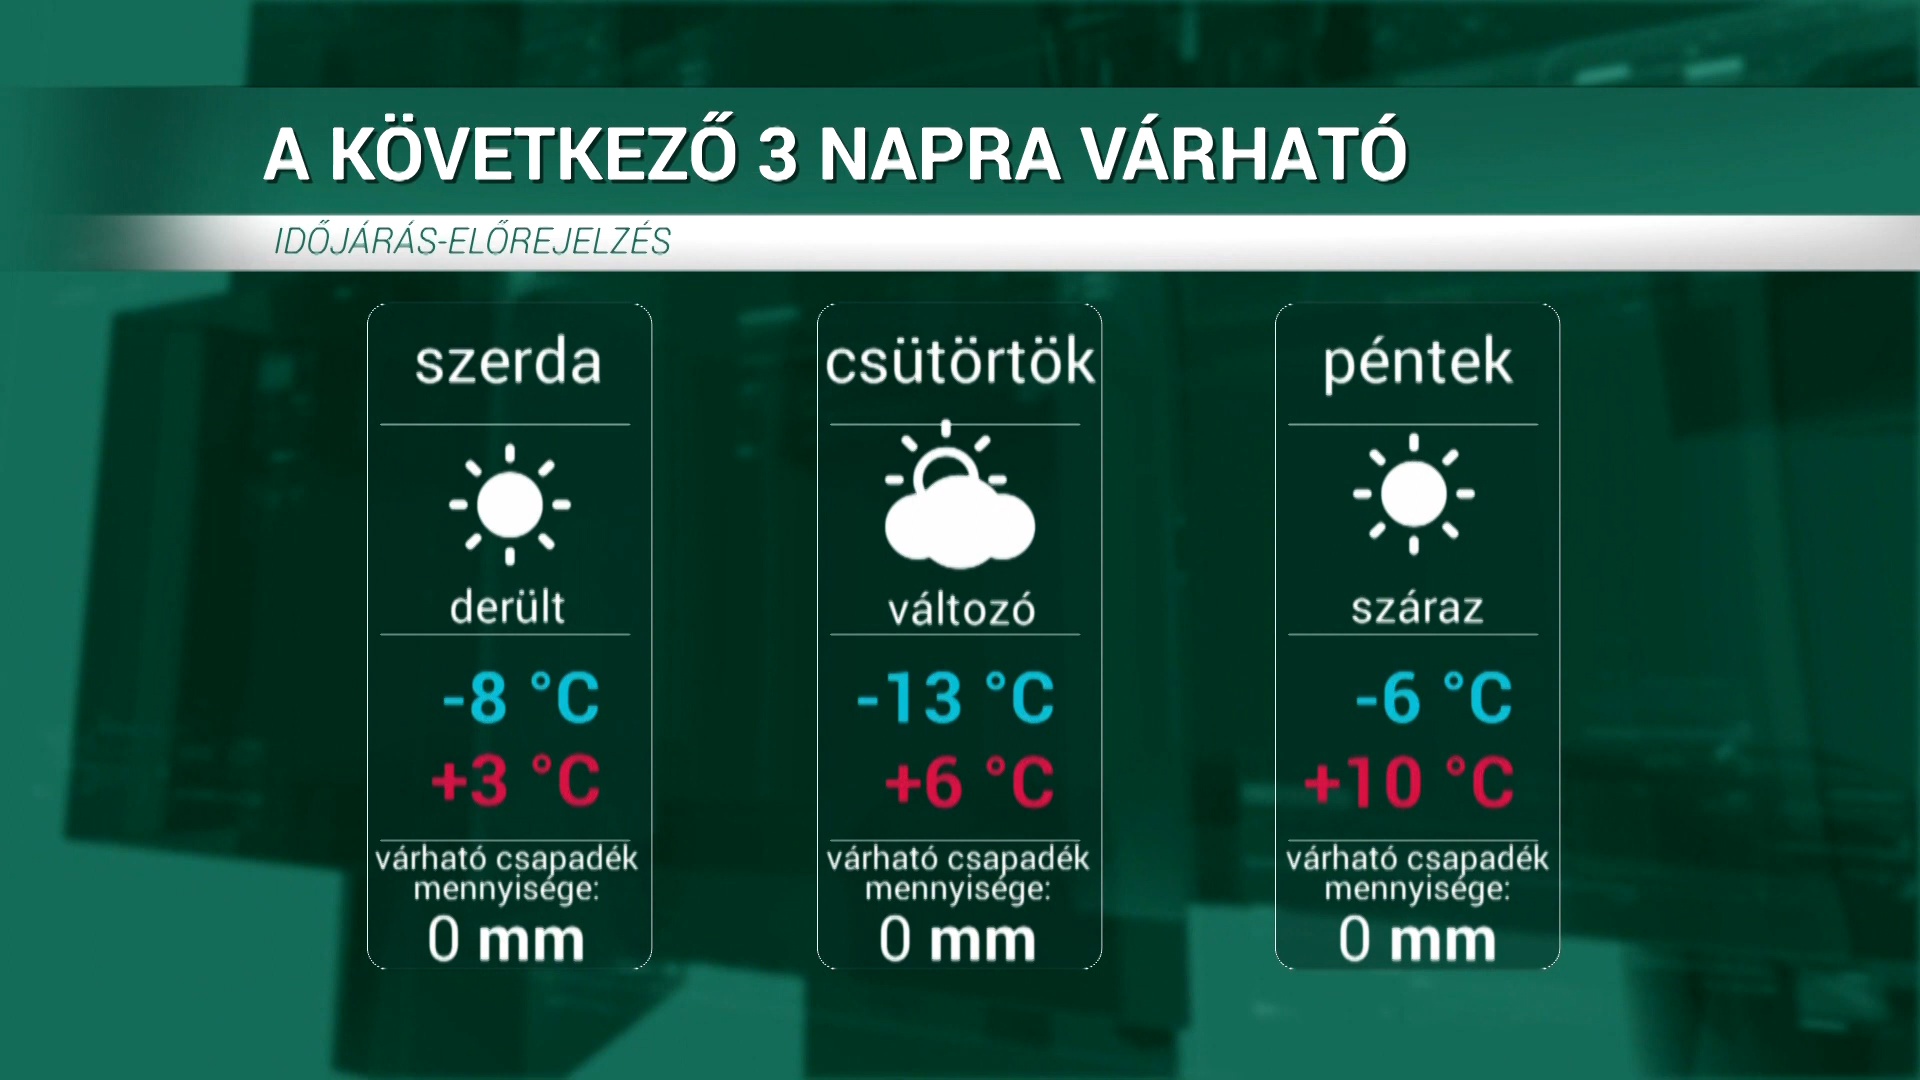 A KÖVETKEZŐ 3 NAPRA VÁRHATÓ
IDŐJÁRÁS-ELŐREJELZÉS
szerda
derült
-8 °C
+3 °C
várható csapadék
mennyisége:
0 mm
csütörtök
változó
-13 °C
+6 °C
várható csapadék
mennyisége:
0 mm
péntek
száraz
-6 °C
+10 °C
várható csapadék
mennyisége:
0 mm